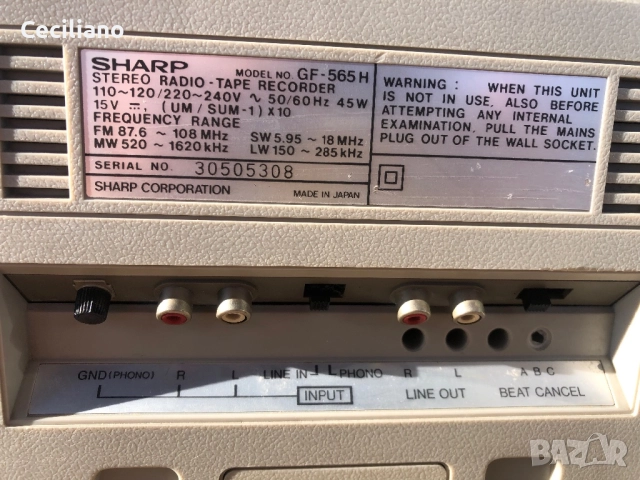 Ceciliano
SHARP MODEL NO. GF-565H
STEREO RADIO-TAPE RECORDER
110~120/220~240V ∿ 50/60Hz 45W
15V ⎓ (UM/SUM-1) X10
FREQUENCY RANGE
FM 87.6 ~ 108 MHz SW 5.95 ~ 18 MHz
MW 520 ~ 1620 kHz LW 150 ~ 285 kHz
SERIAL NO. 30505308
SHARP CORPORATION MADE IN JAPAN
WARNING : WHEN THIS UNIT
IS NOT IN USE, ALSO BEFORE
ATTEMPTING ANY INTERNAL
EXAMINATION, PULL THE MAINS
PLUG OUT OF THE WALL SOCKET.
GND(PHONO) R L LINE IN PHONO R L A B C
INPUT LINE OUT BEAT CANCEL
BAZAR
bg